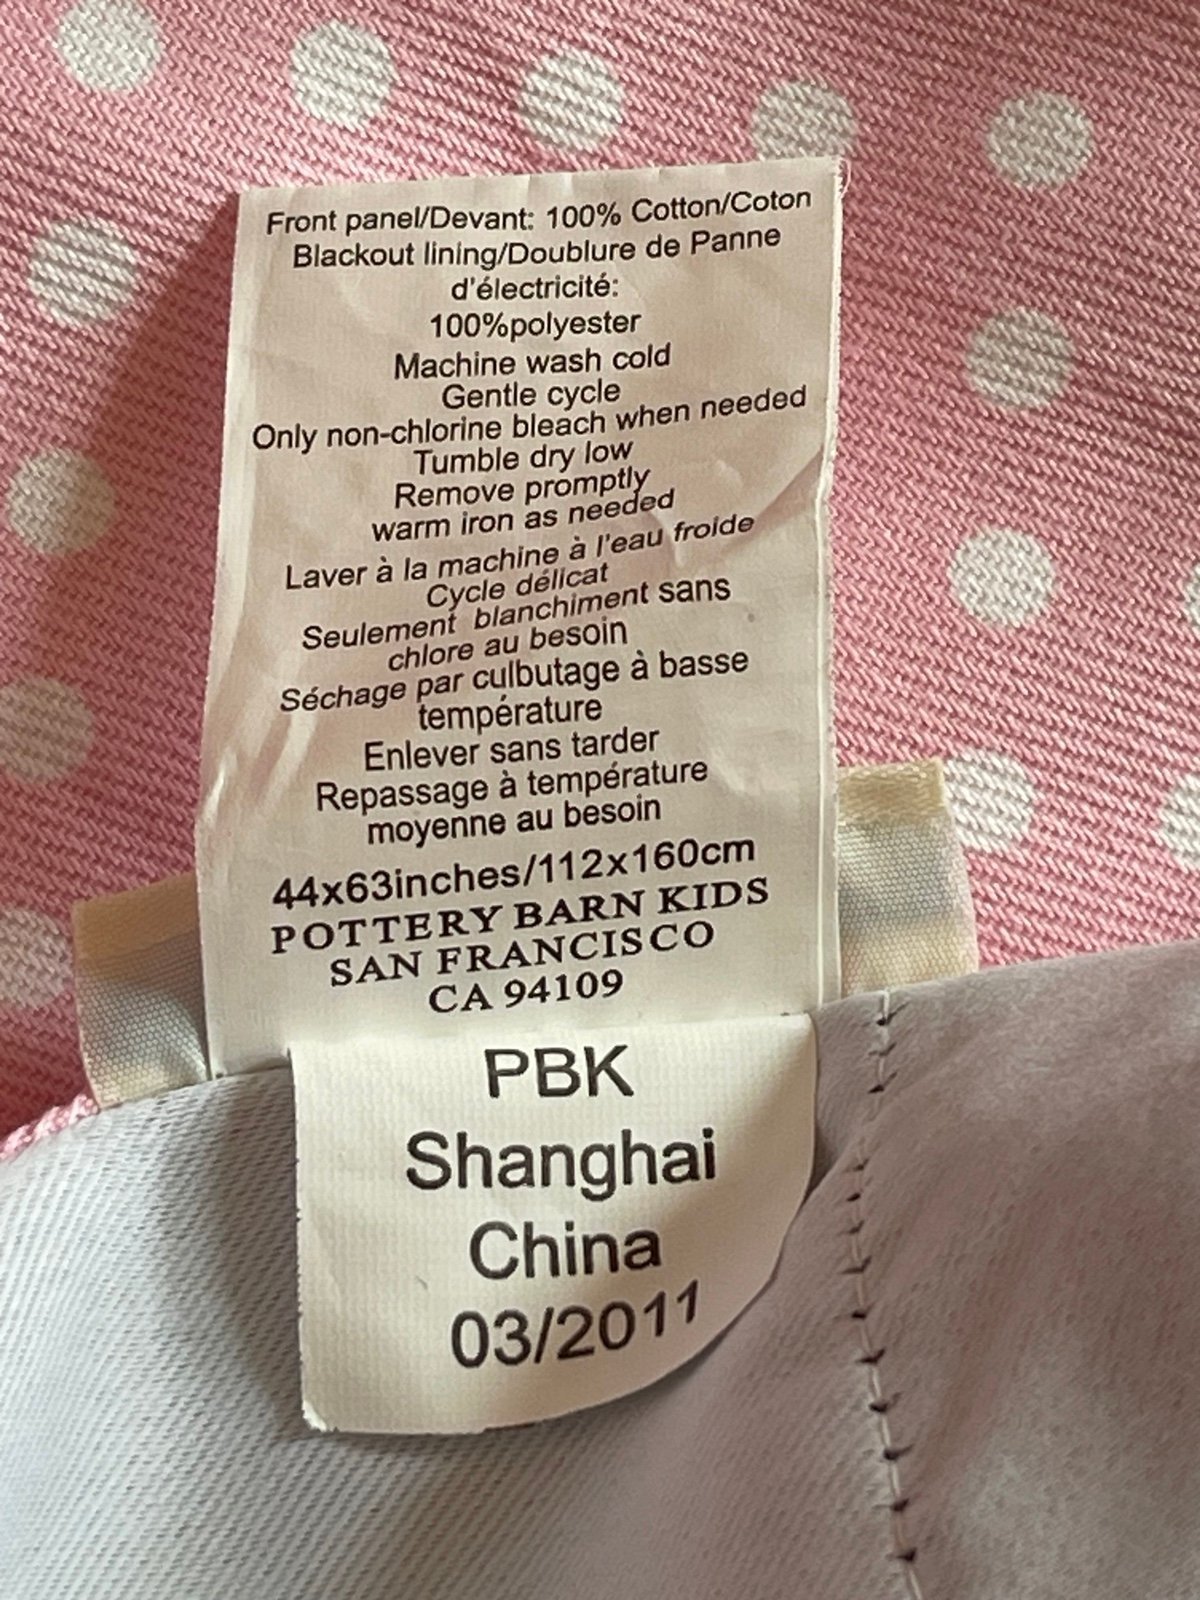 Front panel/Devant: 100% Cotton/Coton
Blackout lining/Doublure de Panne
d'électricité:
100%polyester
Machine wash cold
Gentle cycle
Only non-chlorine bleach when needed
Tumble dry low
Remove promptly
warm iron as needed
Laver à la machine à l'eau froide
Cycle délicat
Seulement blanchiment sans
chlore au besoin
Séchage par culbutage à basse
température
Enlever sans tarder
Repassage à température
moyenne au besoin
44x63inches/112x160cm
POTTERY BARN KIDS
SAN FRANCISCO
CA 94109
PBK
Shanghai
China
03/2011